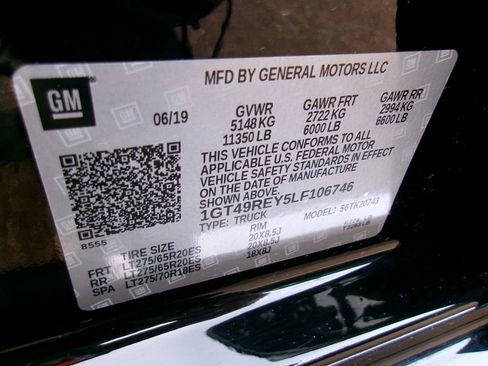 GM
MFD BY GENERAL MOTORS LLC
06/19 GVWR GAWR FRT GAWR RR
5148 KG 2722 KG 2994 KG
11350 LB 6000 LB 6600 LB
THIS VEHICLE CONFORMS TO ALL
APPLICABLE U.S. FEDERAL MOTOR
VEHICLE SAFETY STANDARDS IN EFFECT
ON THE DATE OF MANUFACTURE
SHOWN ABOVE.
1GT49REY5LF106746
TYPE: TRUCK MODEL: 56TK20743
8555
TIRE SIZE RIM
FRT LT275/65R20ES 20X8.5J
RR LT275/65R20ES 20X8.5J
SPA LT275/70R18ES 18X8J